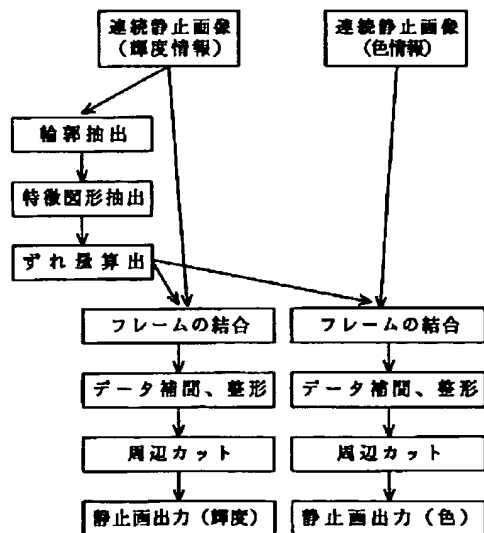 連続静止画像
(輝度情報)
連続静止画像
(色情報)
輪郭抽出
特徴図形抽出
ずれ量算出
フレームの結合
フレームの結合
データ補間、整形
データ補間、整形
周辺カット
周辺カット
静止画出力(輝度)
静止画出力(色)